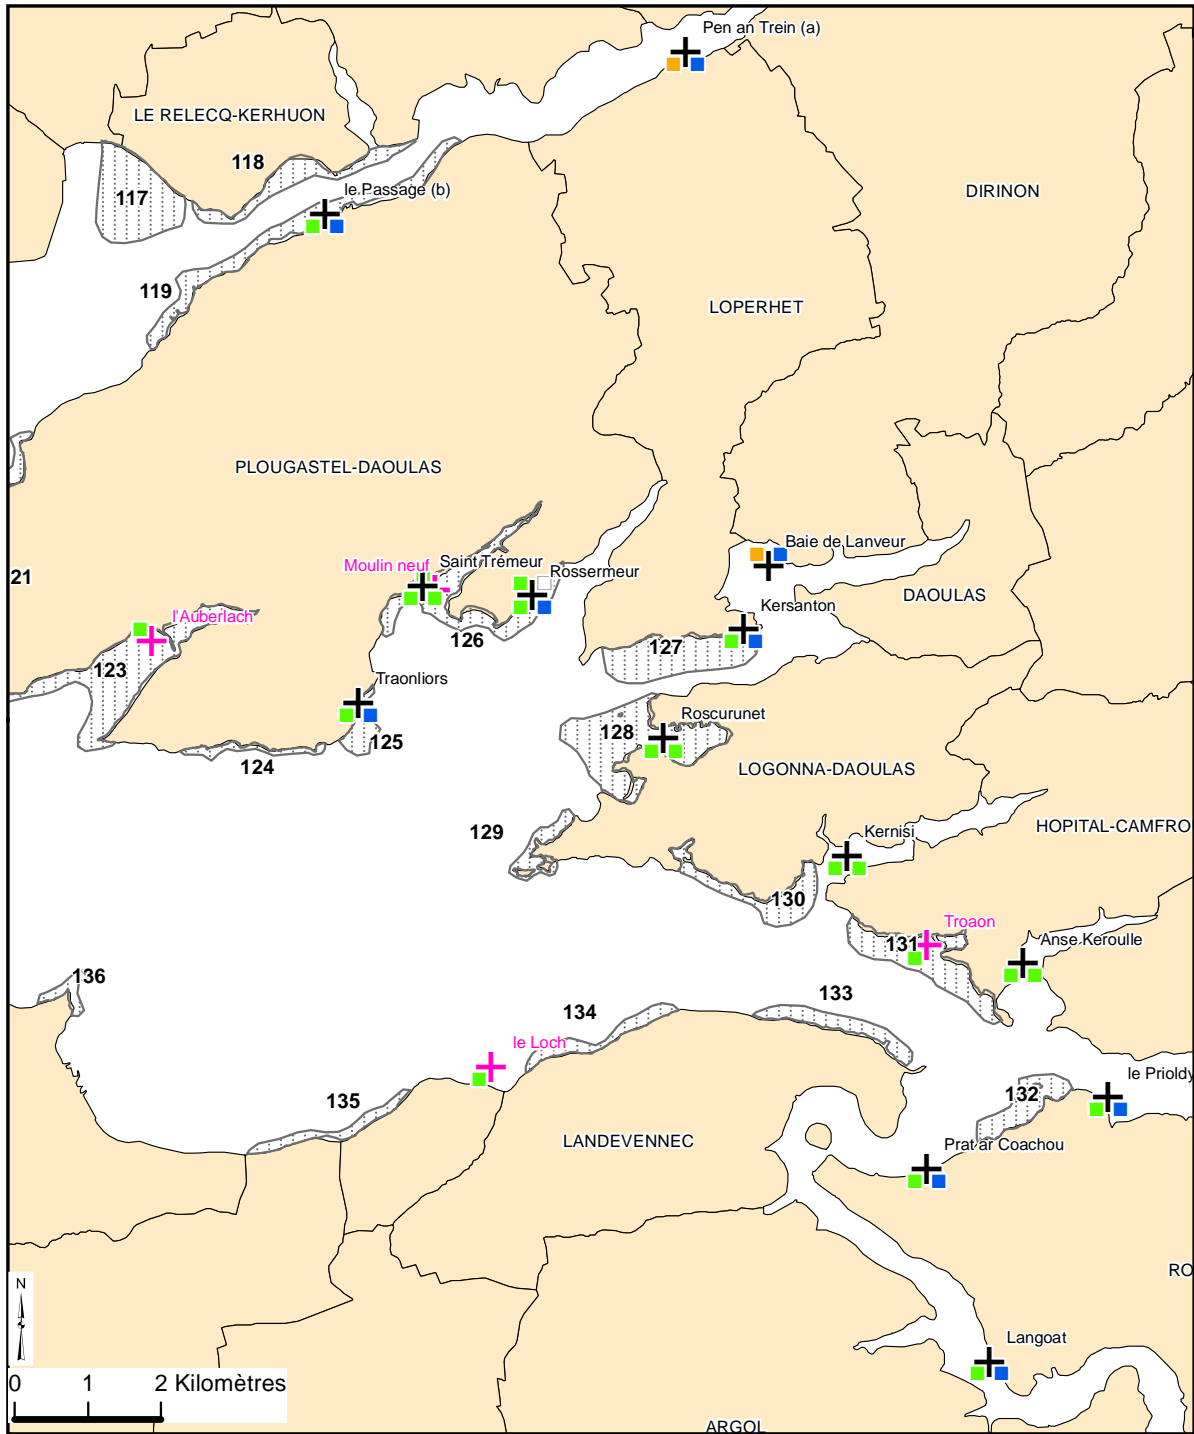 Pen an Trein (a)
LE RELECQ-KERHUON
118
117
le Passage (b)
DIRINON
119
LOPERHET
PLOUGASTEL-DAOULAS
Baie de Lanveur
Moulin neuf
Saint Trémeur
Rossermeur
21
DAOULAS
Kersanton
l'Auberlach
126
127
123
Traonliors
Roscurunet
128
125
124
LOGONNA-DAOULAS
129
Kernisi
HOPITAL-CAMFRO
130
Troaon
131
Anse Keroulle
136
133
134
le Loch
le Prioldy
132
135
LANDEVENNEC
Prat ar Coachou
RO
N
Langoat
0 1 2 Kilomètres
ARGOL